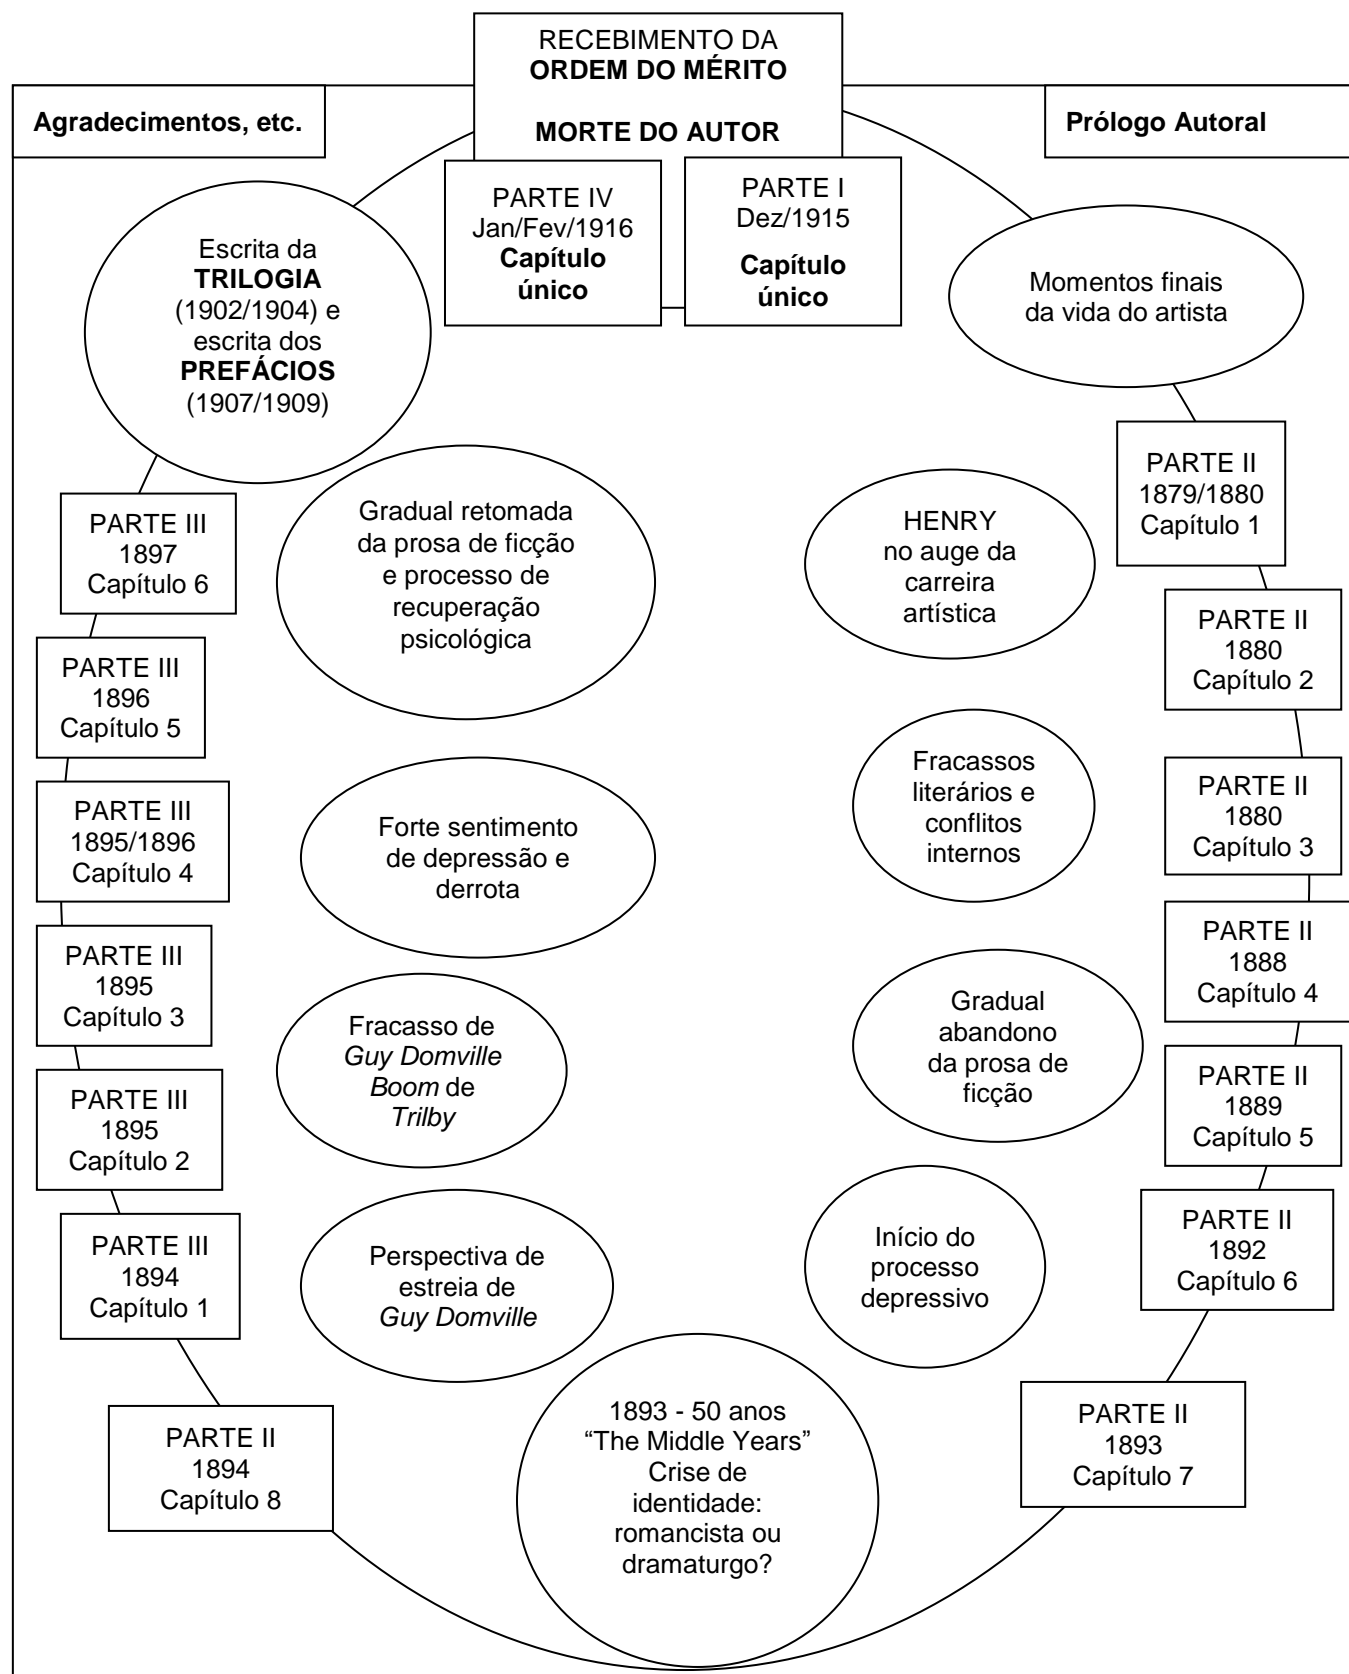 RECEBIMENTO DA
ORDEM DO MÉRITO
MORTE DO AUTOR
Agradecimentos, etc.
Prólogo Autoral
PARTE IV
Jan/Fev/1916
Capítulo
único
PARTE I
Dez/1915
Capítulo
único
Escrita da
TRILOGIA
(1902/1904) e
escrita dos
PREFÁCIOS
(1907/1909)
Momentos finais
da vida do artista
PARTE II
1879/1880
Capítulo 1
PARTE III
1897
Capítulo 6
Gradual retomada
da prosa de ficção
e processo de
recuperação
psicológica
HENRY
no auge da
carreira
artística
PARTE II
1880
Capítulo 2
PARTE III
1896
Capítulo 5
Fracassos
literários e
conflitos
internos
PARTE II
1880
Capítulo 3
PARTE III
1895/1896
Capítulo 4
Forte sentimento
de depressão e
derrota
PARTE II
1888
Capítulo 4
PARTE III
1895
Capítulo 3
Fracasso de
Guy Domville
Boom de
Trilby
Gradual
abandono
da prosa de
ficção
PARTE II
1889
Capítulo 5
PARTE III
1895
Capítulo 2
PARTE II
1892
Capítulo 6
PARTE III
1894
Capítulo 1
Perspectiva de
estreia de
Guy Domville
Início do
processo
depressivo
PARTE II
1894
Capítulo 8
1893 - 50 anos
“The Middle Years”
Crise de
identidade:
romancista ou
dramaturgo?
PARTE II
1893
Capítulo 7